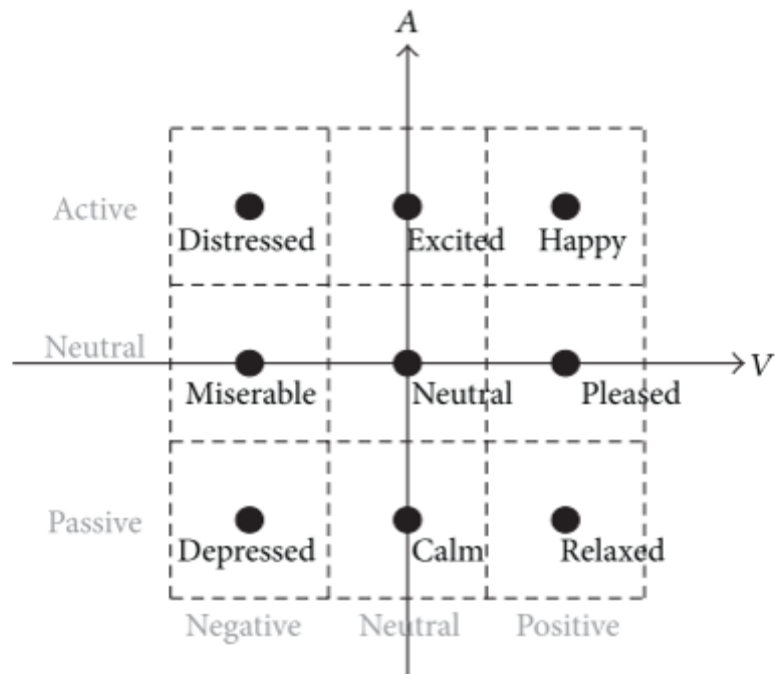 A
Active
Distressed Excited Happy
Neutral
V
Miserable Neutral Pleased
Passive
Depressed Calm Relaxed
Negative Neutral Positive